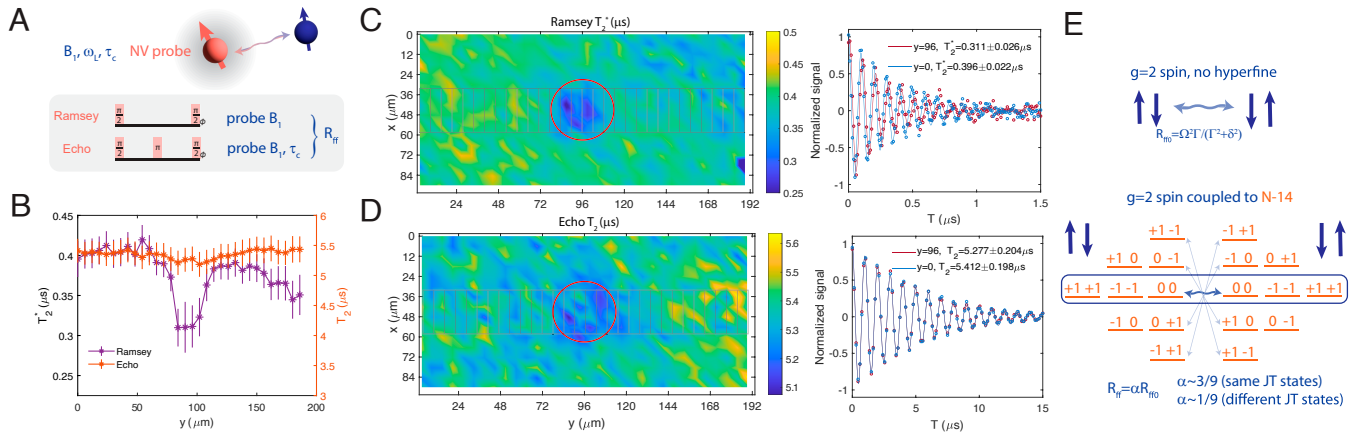 A
B₁, ω_L, τ_c
NV probe
Ramsey
π/2
π/2 Φ
probe B₁
Echo
π/2
π
π/2 Φ
probe B₁, τ_c
R_ff
B
0.45
0.4
0.35
0.3
0.25
T₂* (μs)
6
5.5
5
4.5
4
3.5
3
T₂ (μs)
Ramsey
Echo
0
50
100
150
200
y (μm)
C
Ramsey T₂* (μs)
0
12
24
36
48
60
72
84
x (μm)
24
48
72
96
120
144
168
192
0.5
0.45
0.4
0.35
0.3
0.25
Normalized signal
1
0.5
0
-0.5
-1
y=96, T₂*=0.311±0.026μs
y=0, T₂*=0.396±0.022μs
0
0.5
1
1.5
T (μs)
D
Echo T₂ (μs)
0
12
24
36
48
60
72
84
x (μm)
24
48
72
96
120
144
168
192
y (μm)
5.6
5.5
5.4
5.3
5.2
5.1
Normalized signal
1
0.5
0
-0.5
-1
y=96, T₂=5.277±0.204μs
y=0, T₂=5.412±0.198μs
0
5
10
15
T (μs)
E
g=2 spin, no hyperfine
R_ff0=Ω²Γ/(Γ²+δ²)
g=2 spin coupled to N-14
+1 -1 -1 +1
+1 0 0 -1 -1 0 0 +1
+1 +1 -1 -1 0 0 0 0 -1 -1 +1 +1
-1 0 0 +1 +1 0 0 -1
-1 +1 +1 -1
R_ff=αR_ff0
α~3/9 (same JT states)
α~1/9 (different JT states)